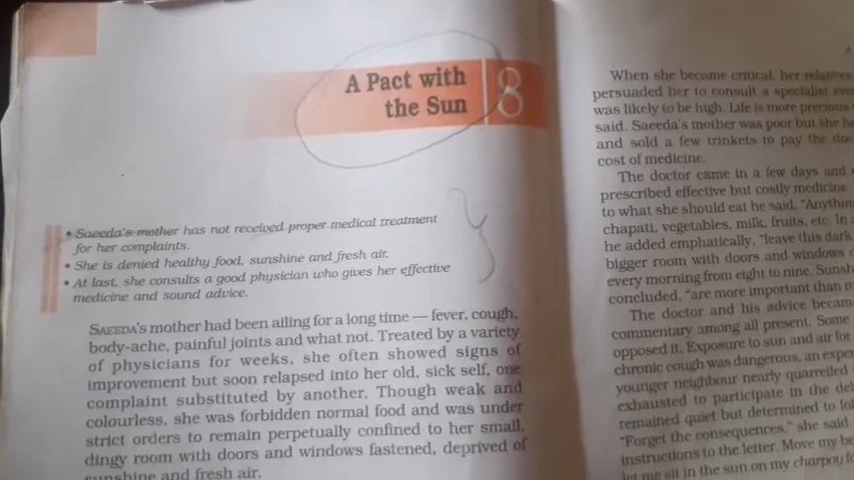 A Pact with
the Sun
8
• Saeeda's mother has not received proper medical treatment
for her complaints.
• She is denied healthy food, sunshine and fresh air.
• At last, she consults a good physician who gives her effective
medicine and sound advice.
SAEEDA's mother had been ailing for a long time — fever, cough,
body-ache, painful joints and what not. Treated by a variety
of physicians for weeks, she often showed signs of
improvement but soon relapsed into her old, sick self, one
complaint substituted by another. Though weak and
colourless, she was forbidden normal food and was under
strict orders to remain perpetually confined to her small,
dingy room with doors and windows fastened, deprived of
sunshine and fresh air.
When she became critical, her relatives
persuaded her to consult a specialist
was likely to be high. Life is more precious
said. Saeeda's mother was poor but she
and sold a few trinkets to pay the
cost of medicine.
The doctor came in a few days and
prescribed effective but costly medicine.
to what she should eat he said, "Anything
chapati, vegetables, milk, fruits, etc. In
he added emphatically, "leave this dark
bigger room with doors and windows
every morning from eight to nine.
concluded, "are more important than
The doctor and his advice became
commentary among all present. Some
opposed it. Exposure to sun and air for
chronic cough was dangerous, an
younger neighbour nearly quarrelled
exhausted to participate in the
remained quiet but determined to
"Forget the consequences," she said
instructions to the letter. Move my
let me sit in the sun on my charpoy